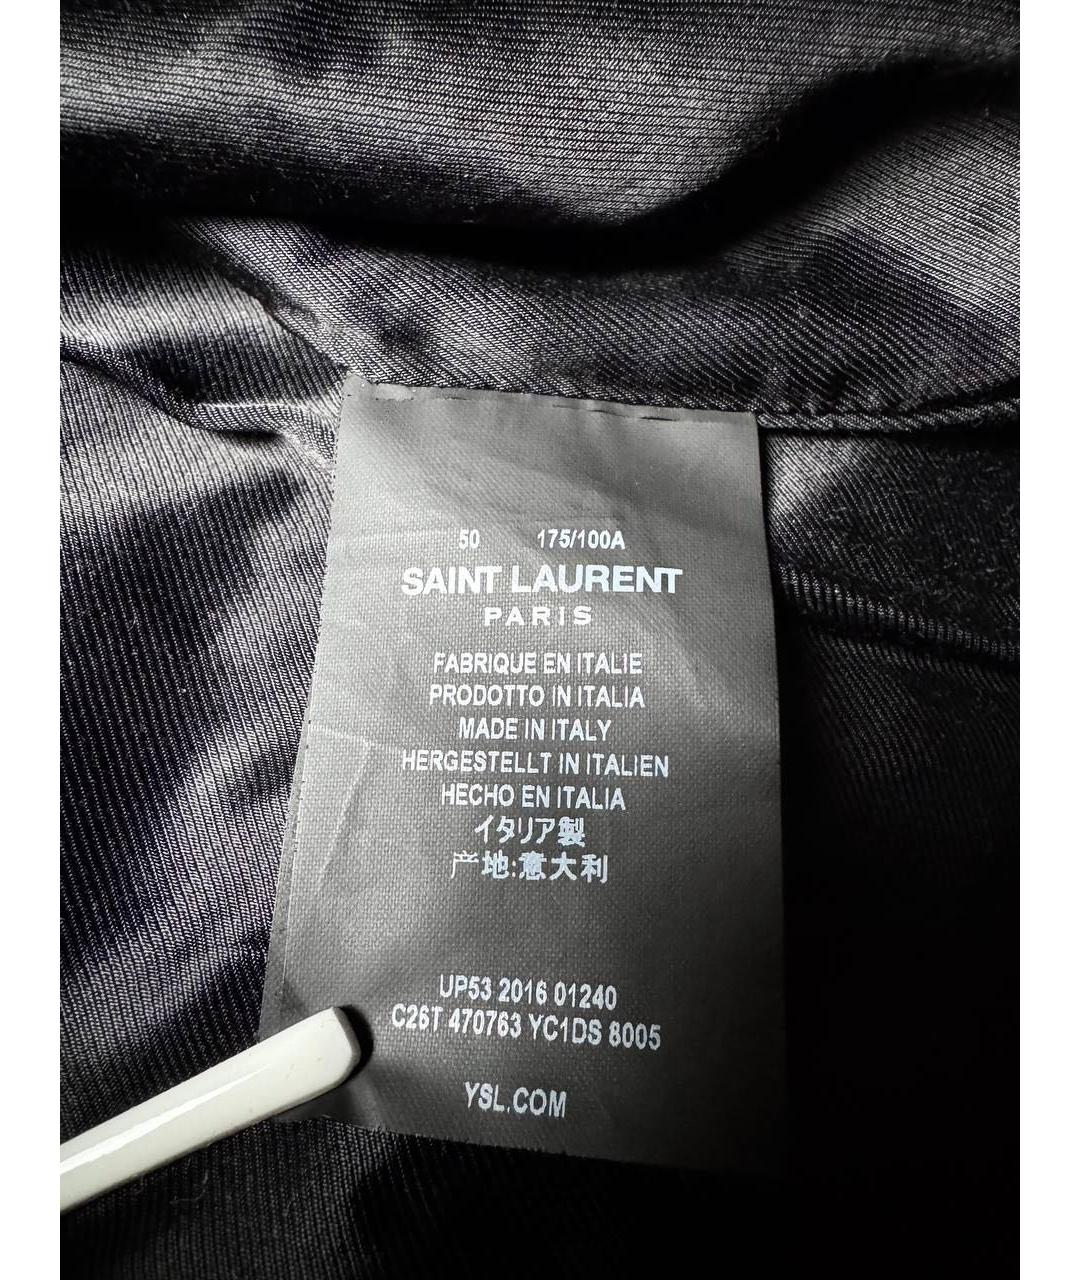 50 175/100A
SAINT LAURENT
PARIS
FABRIQUE EN ITALIE
PRODOTTO IN ITALIA
MADE IN ITALY
HERGESTELLT IN ITALIEN
HECHO EN ITALIA
イタリア製
产地:意大利
UP53 2016 01240
C26T 470763 YC1DS 8005
YSL.COM